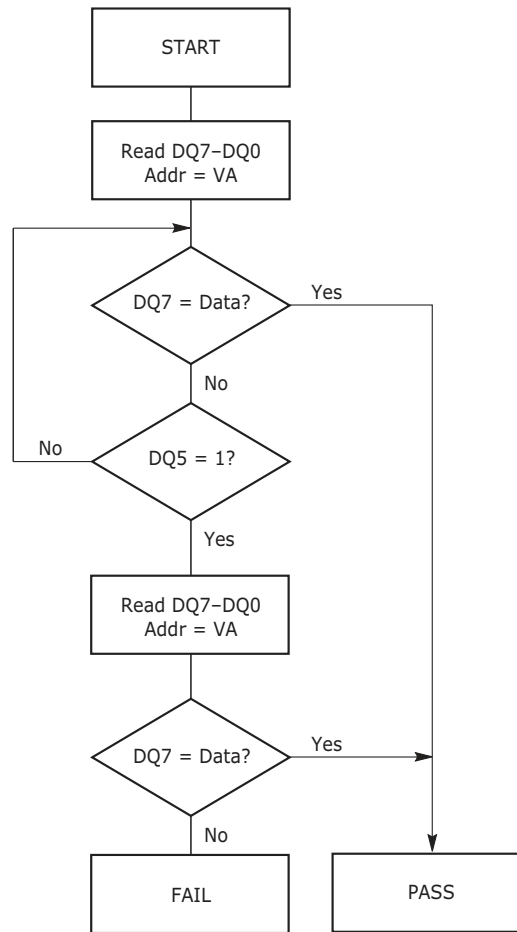 START
Read DQ7–DQ0
Addr = VA
DQ7 = Data?
Yes
No
No
DQ5 = 1?
Yes
Read DQ7–DQ0
Addr = VA
DQ7 = Data?
Yes
No
FAIL
PASS